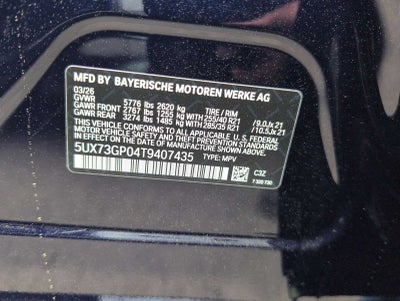 MFD BY BAYERISCHE MOTOREN WERKE AG
03/26
GVWR 5776 lbs 2620 kg TIRE / RIM
GAWR FRONT 2767 lbs 1255 kg WITH 255/40 R21 / 9.0Jx21
GAWR REAR 3274 lbs 1485 kg WITH 285/35 R21 / 10.5Jx21
THIS VEHICLE CONFORMS TO ALL APPLICABLE U.S. FEDERAL
MOTOR VEHICLE SAFETY, BUMPER, AND THEFT PREVENTION
STANDARDS IN EFFECT ON THE DATE OF MANUFACTURE SHOWN ABOVE.
5UX73GP04T9407435 TYPE: MPV
C3Z